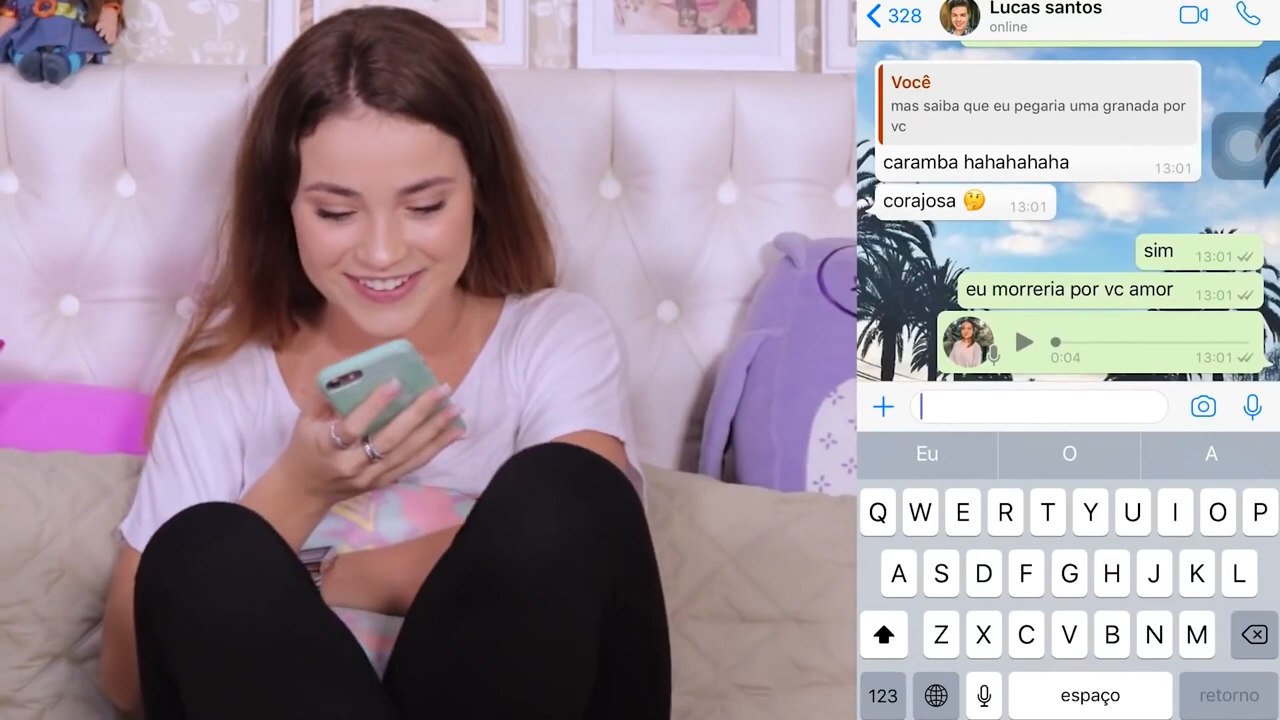 328
Lucas santos
online
Você
mas saiba que eu pegaria uma granada por
vc
caramba hahahahaha 13:01
corajosa 🤔 13:01
sim 13:01
eu morreria por vc amor 13:01
0:04 13:01
Eu O A
Q W E R T Y U I O P
A S D F G H J K L
Z X C V B N M
123 espaço retorno